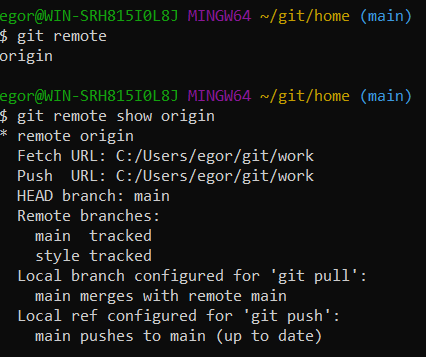 egor@WIN-SRH815I0L8J MINGW64 ~/git/home (main)
$ git remote
origin
egor@WIN-SRH815I0L8J MINGW64 ~/git/home (main)
$ git remote show origin
* remote origin
  Fetch URL: C:/Users/egor/git/work
  Push  URL: C:/Users/egor/git/work
  HEAD branch: main
  Remote branches:
    main  tracked
    style tracked
  Local branch configured for 'git pull':
    main merges with remote main
  Local ref configured for 'git push':
    main pushes to main (up to date)